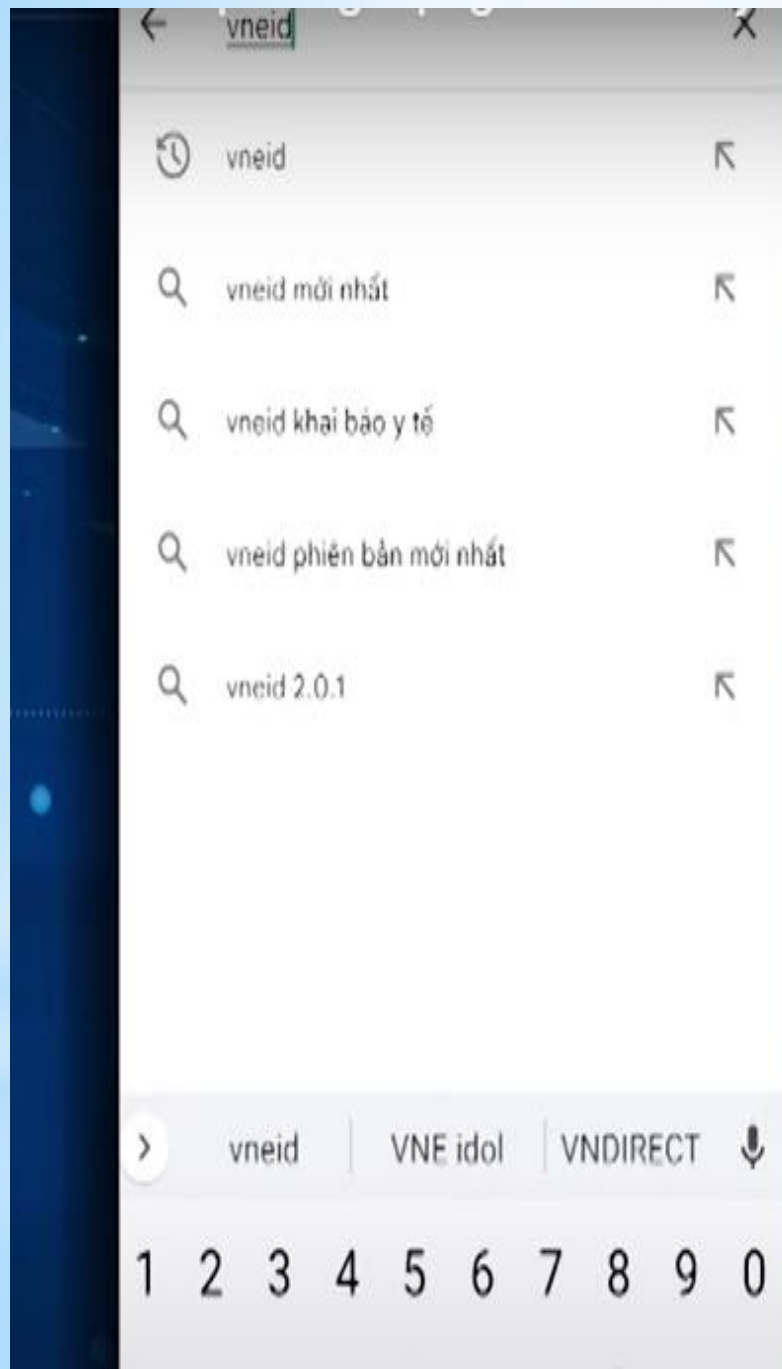 vneid
vneid
vneid mới nhất
vneid khai báo y tế
vneid phiên bản mới nhất
vneid 2.0.1
vneid VNE idol VNDIRECT
1 2 3 4 5 6 7 8 9 0